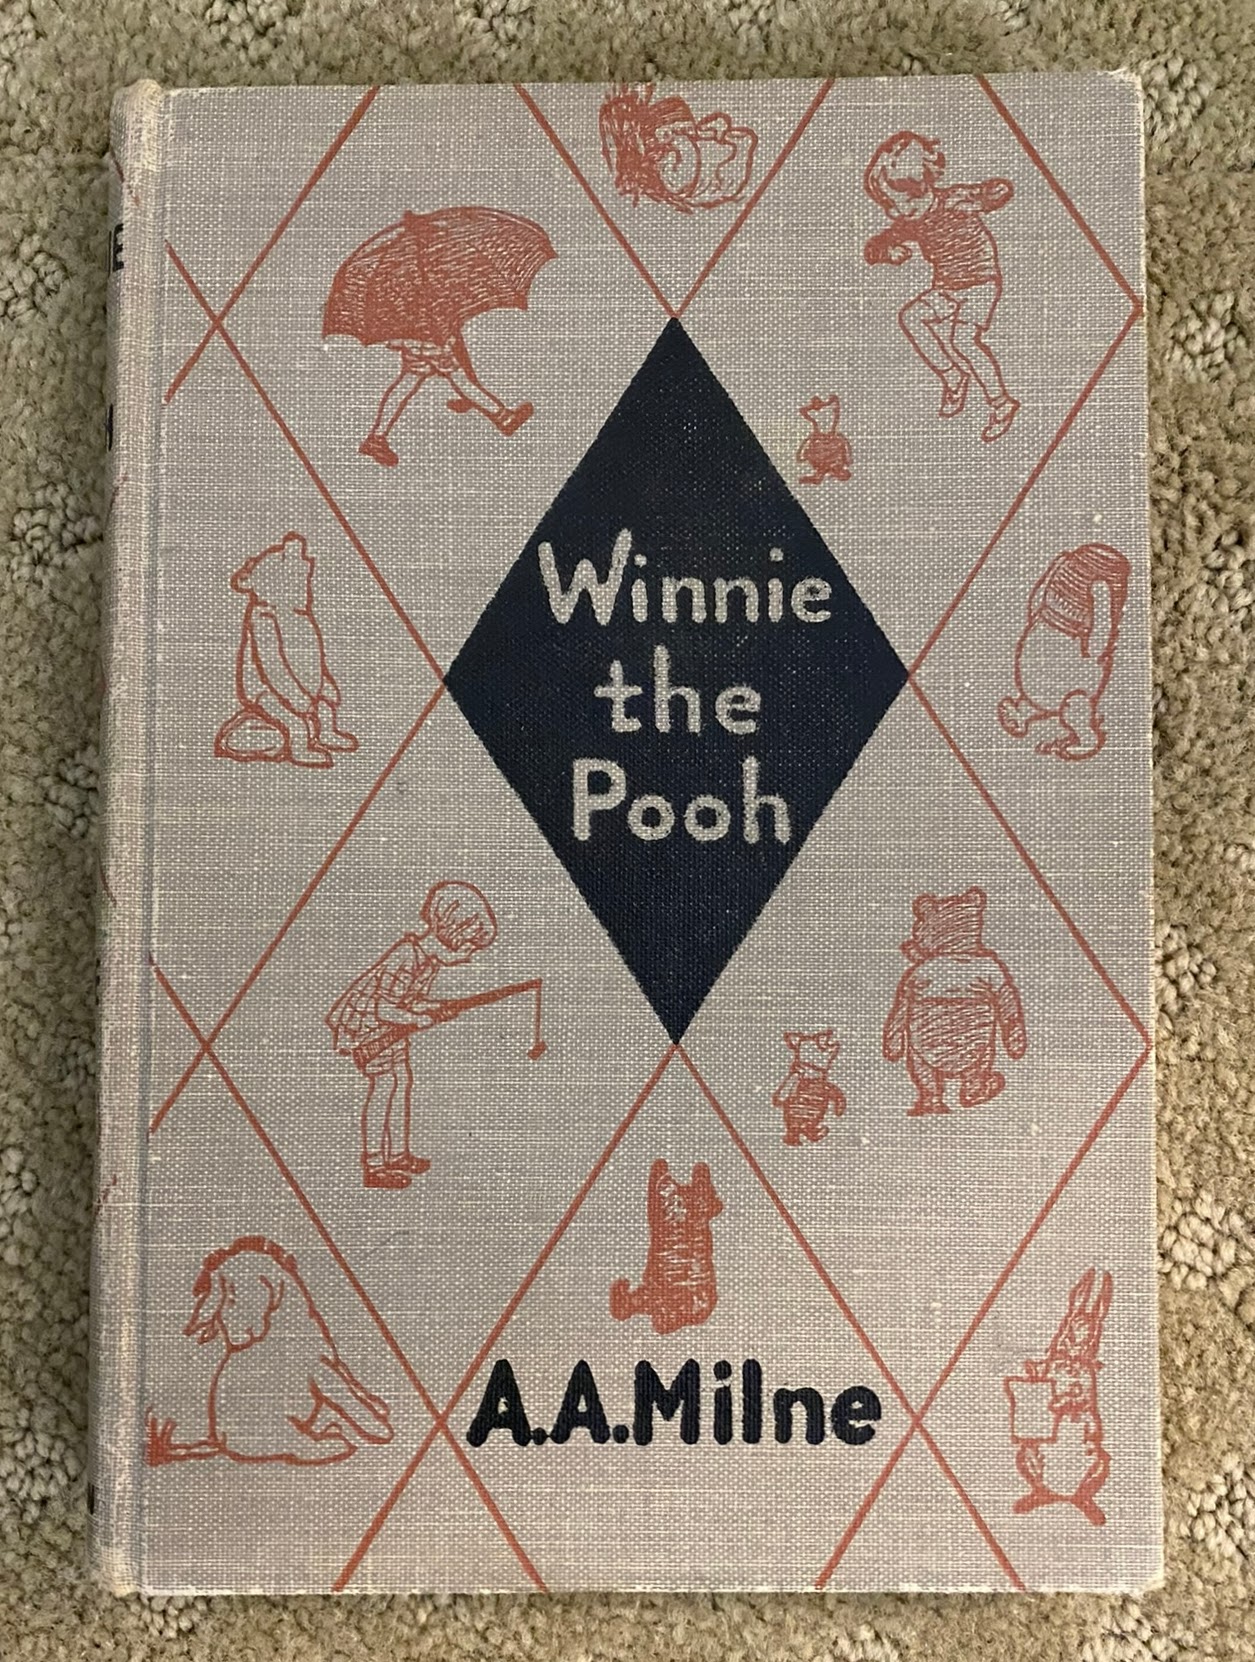 Winnie
the
Pooh
A.A.Milne